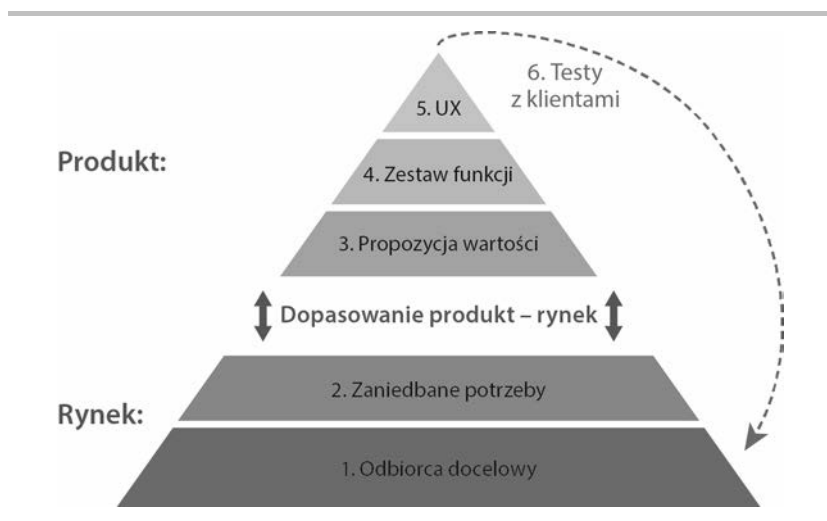 6. Testy
z klientami
5. UX
Produkt:
4. Zestaw funkcji
3. Propozycja wartości
Dopasowanie produkt – rynek
2. Zaniedbane potrzeby
Rynek:
1. Odbiorca docelowy